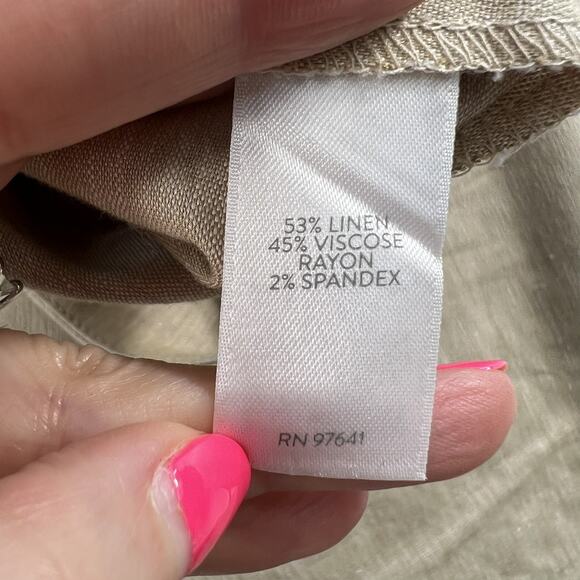 53% LINEN
45% VISCOSE
RAYON
2% SPANDEX
RN 97641